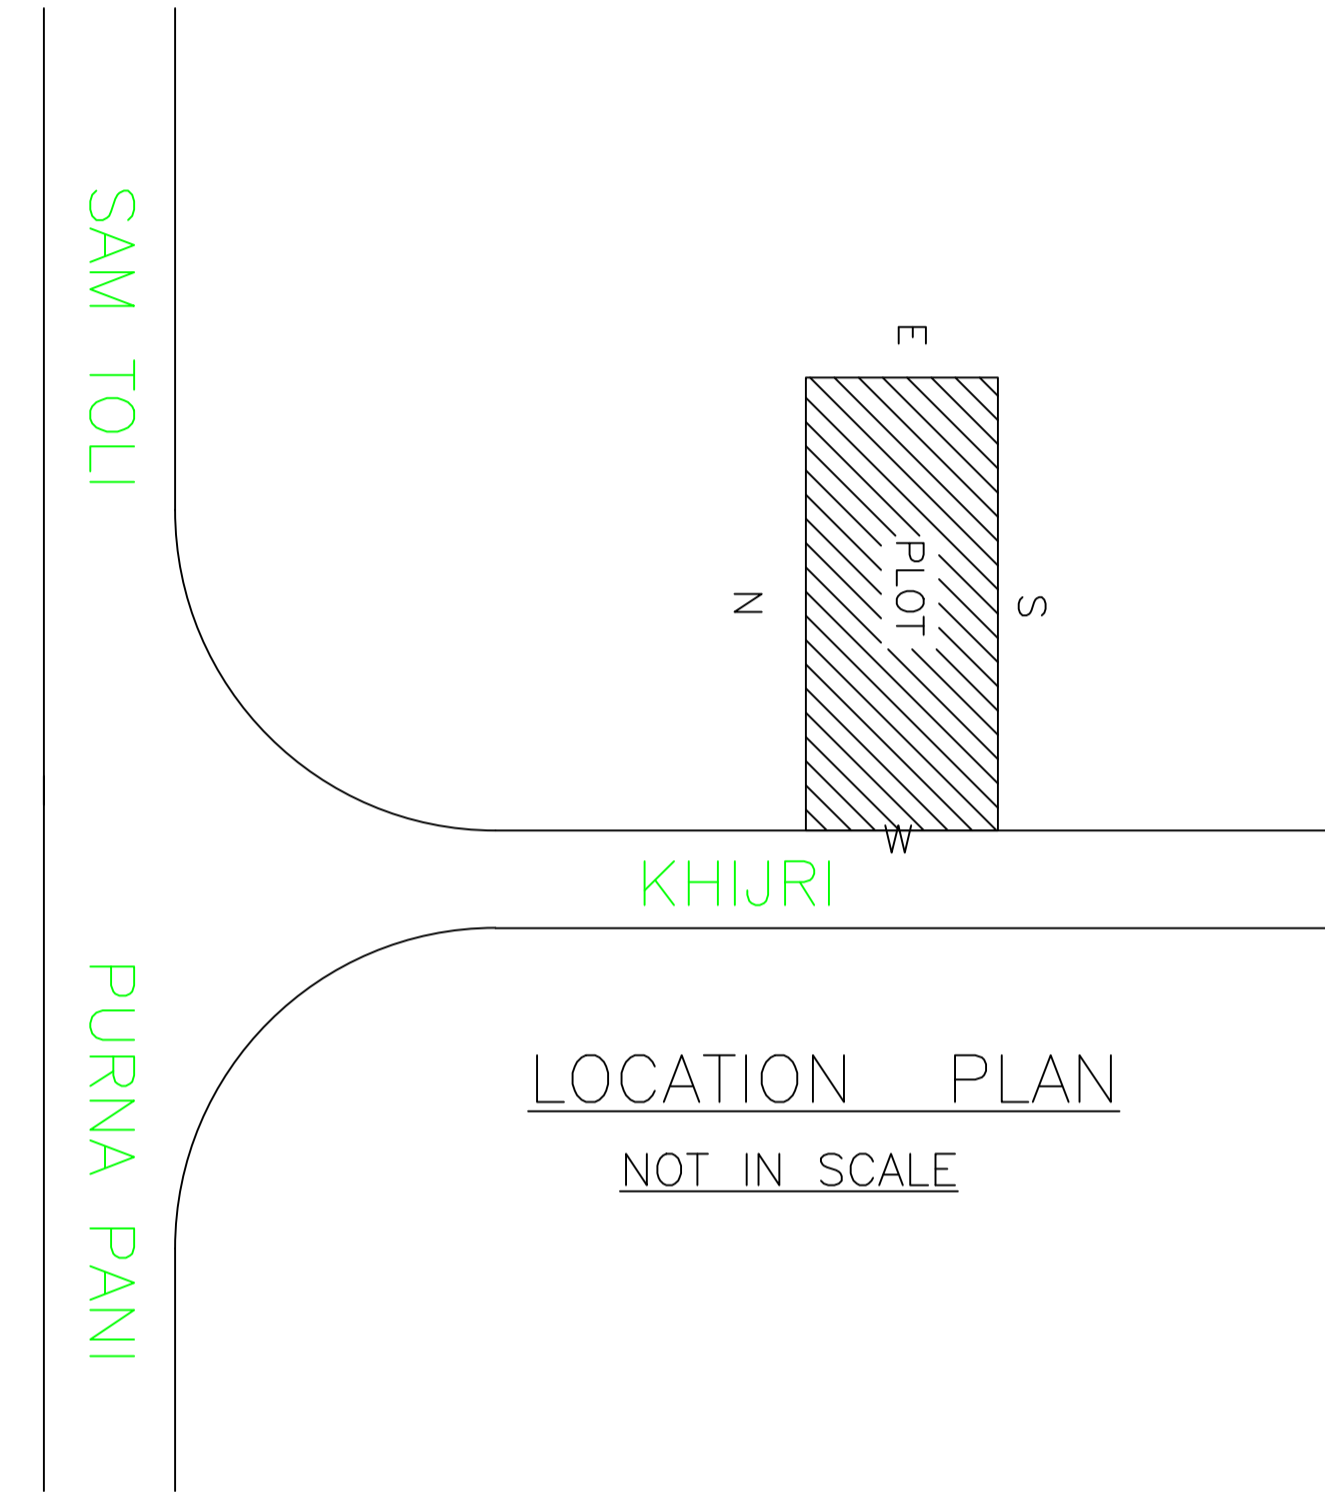 SAM TOLI
E
N
PLOT
S
W
KHIJRI
PURNA PANI
LOCATION PLAN
NOT IN SCALE